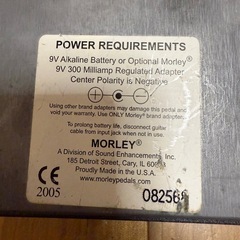 POWER REQUIREMENTS
9V Alkaline Battery or Optional Morley®
9V 300 Milliamp Regulated Adapter
Center Polarity is Negative
Using other brand adapters may damage this pedal and
void your warranty. Use ONLY Morley® brand adapters.
To prolong battery life, disconnect guitar
cable from input jack when not in use.
MORLEY®
A Division of Sound Enhancements, Inc.
185 Detroit Street, Cary, IL 60013
Proudly Made in the U.S.A.
www.morleypedals.com
CE
2005